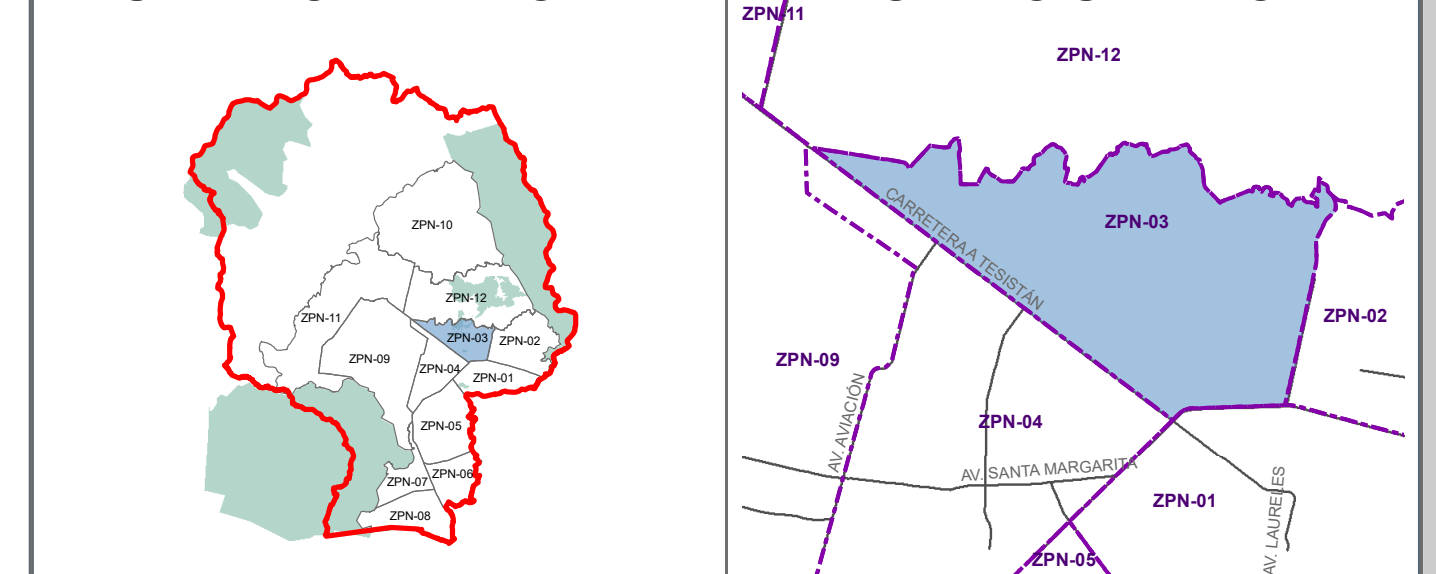 ZPN-10
ZPN-12
ZPN-11
ZPN-03
ZPN-02
ZPN-09
ZPN-04
ZPN-01
ZPN-05
ZPN-06
ZPN-07
ZPN-08
ZPN-11
ZPN-12
CARRETERA A TESISTÁN
ZPN-03
ZPN-02
ZPN-09
AV. AVIACIÓN
ZPN-04
AV. SANTA MARGARITA
ZPN-01
AV. LAURELES
ZPN-05